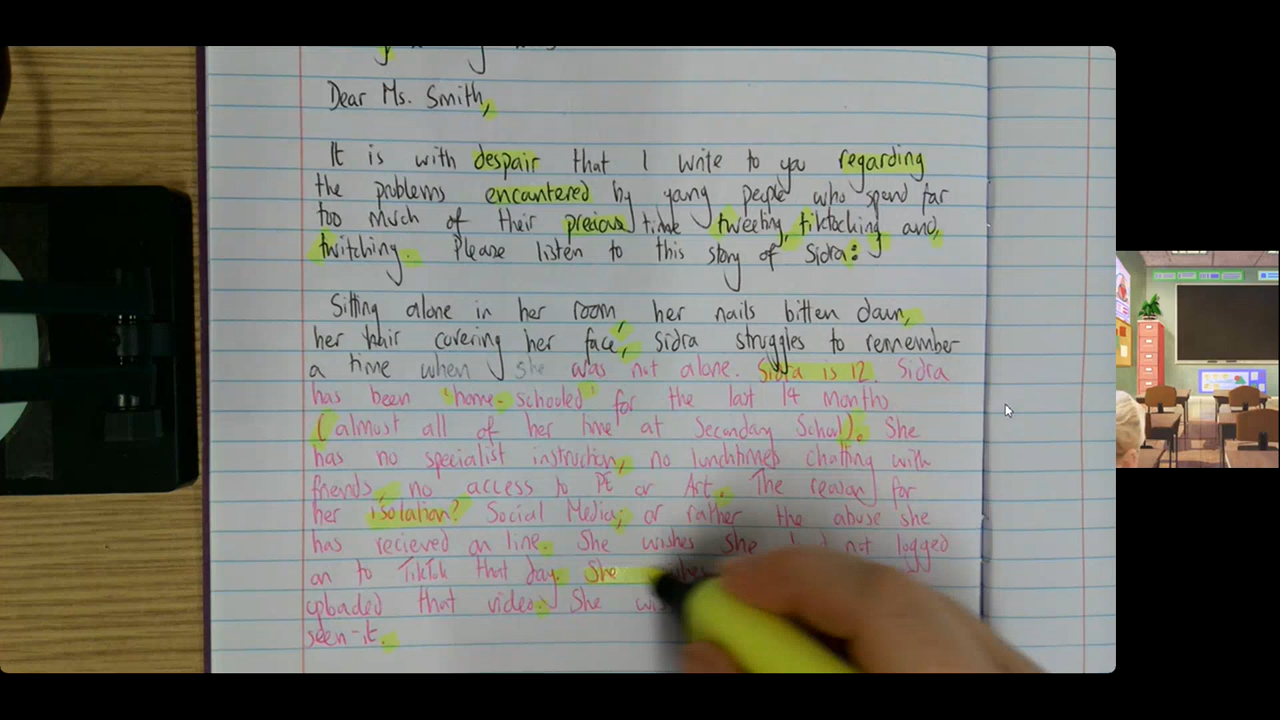 Dear Ms. Smith,
It is with despair that I write to you regarding
the problems encantered by young people who spend far
too much of their precious time tweeting, tiktocking and,
twitching. Please listen to this story of Sidra:
Sitting alone in her room, her nails bitten down,
her hair covering her face, Sidra struggles to remember
a time when she was not alone. Sidra is 12. Sidra
has been 'home-schooled' for the last 14 months
(almost all of her time at Secondary School). She
has no specialist instruction, no lunchtimes chatting with
friends, no access to PE or Art. The reason for
her isolation? Social Media; or rather the abuse she
has recieved on line. She wishes she had not logged
on to TikTok that day. She
uploaded that video. She
seen it.